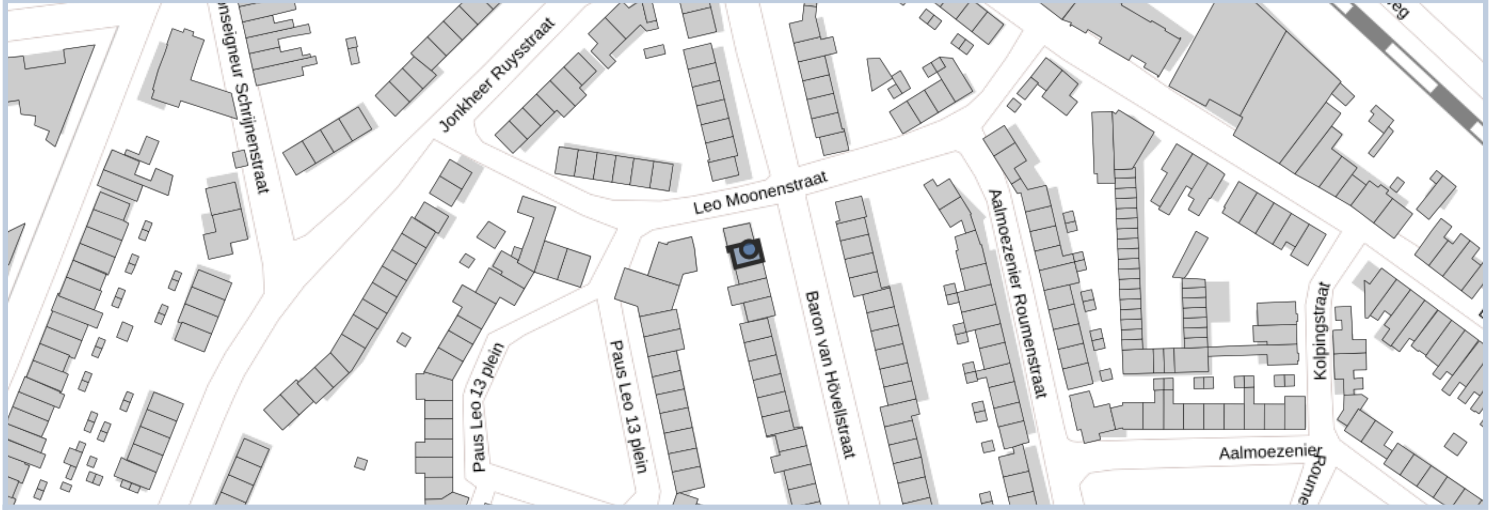 onseigneur Schrijnenstraat
Jonkheer Ruysstraat
eg
Leo Moonenstraat
Aalmoezenier Roumenstraat
Baron van Hövellstraat
Kolpingstraat
Paus Leo 13 plein
Paus Leo 13 plein
Aalmoezenier
Roume